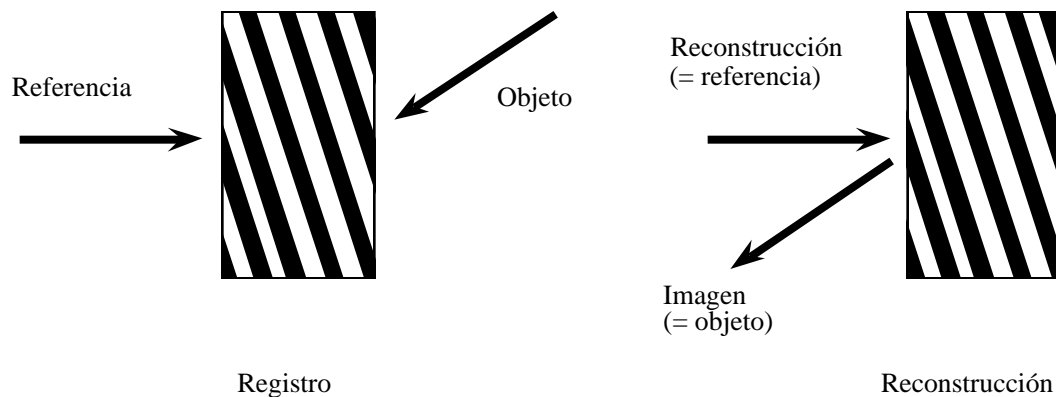 Referencia
Objeto
Registro
Reconstrucción
(= referencia)
Imagen
(= objeto)
Reconstrucción